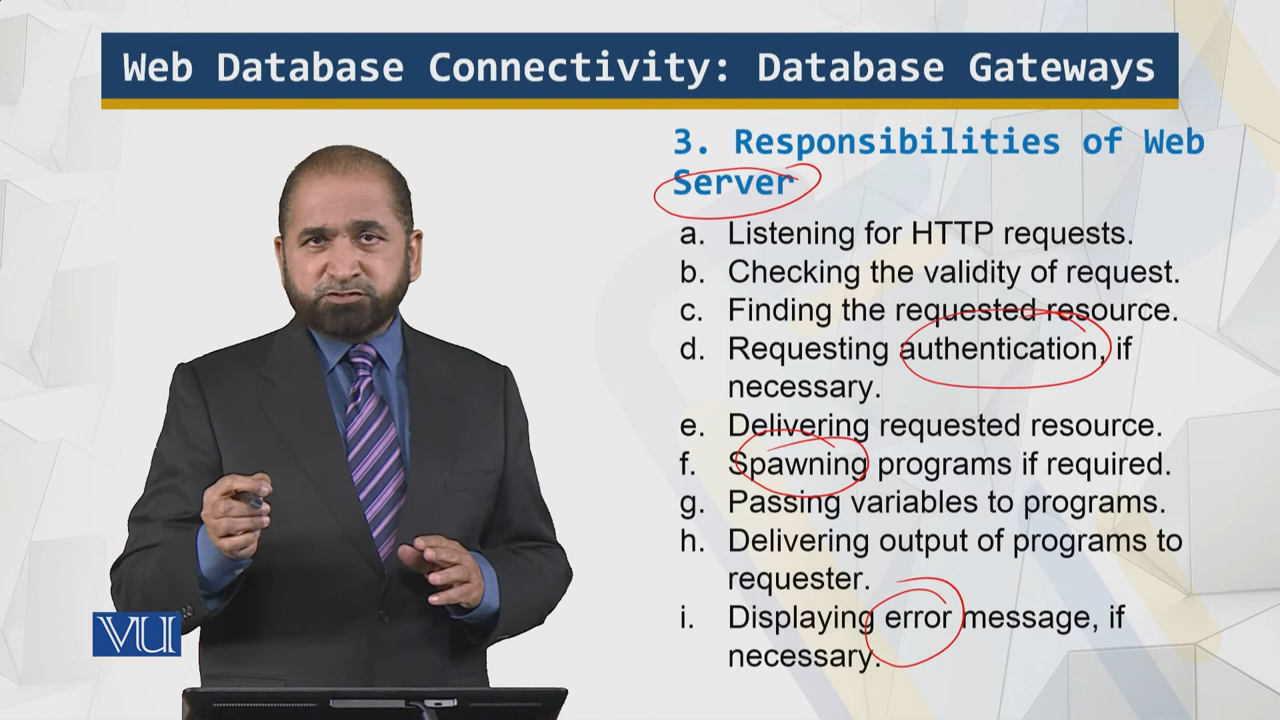 Web Database Connectivity: Database Gateways
3. Responsibilities of Web
Server
a. Listening for HTTP requests.
b. Checking the validity of request.
c. Finding the requested resource.
d. Requesting authentication, if
necessary.
e. Delivering requested resource.
f. Spawning programs if required.
g. Passing variables to programs.
h. Delivering output of programs to
requester.
i. Displaying error message, if
necessary.
VU